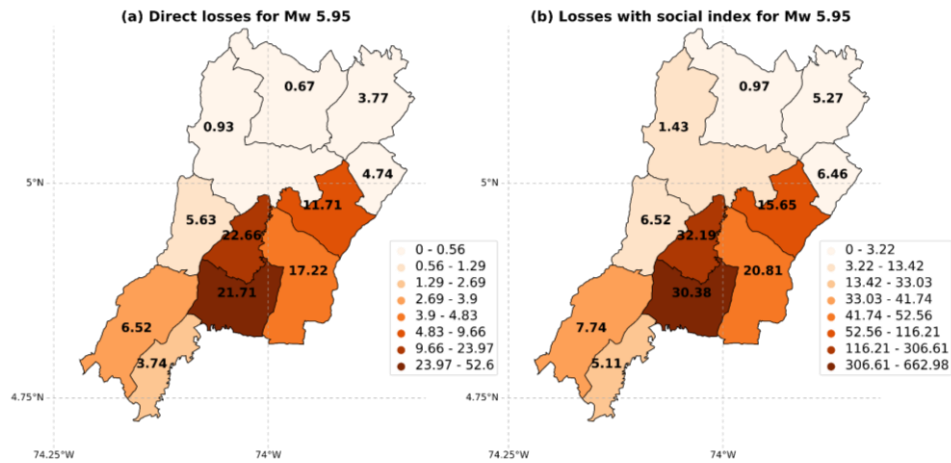 (a) Direct losses for Mw 5.95
0.67
3.77
0.93
4.74
5°N
11.71
5.63
22.66
17.22
21.71
6.52
3.74
4.75°N
74.25°W
74°W
0 - 0.56
0.56 - 1.29
1.29 - 2.69
2.69 - 3.9
3.9 - 4.83
4.83 - 9.66
9.66 - 23.97
23.97 - 52.6
(b) Losses with social index for Mw 5.95
0.97
5.27
1.43
6.46
5°N
15.65
6.52
32.19
20.81
30.38
7.74
5.11
4.75°N
74.25°W
74°W
0 - 3.22
3.22 - 13.42
13.42 - 33.03
33.03 - 41.74
41.74 - 52.56
52.56 - 116.21
116.21 - 306.61
306.61 - 662.98